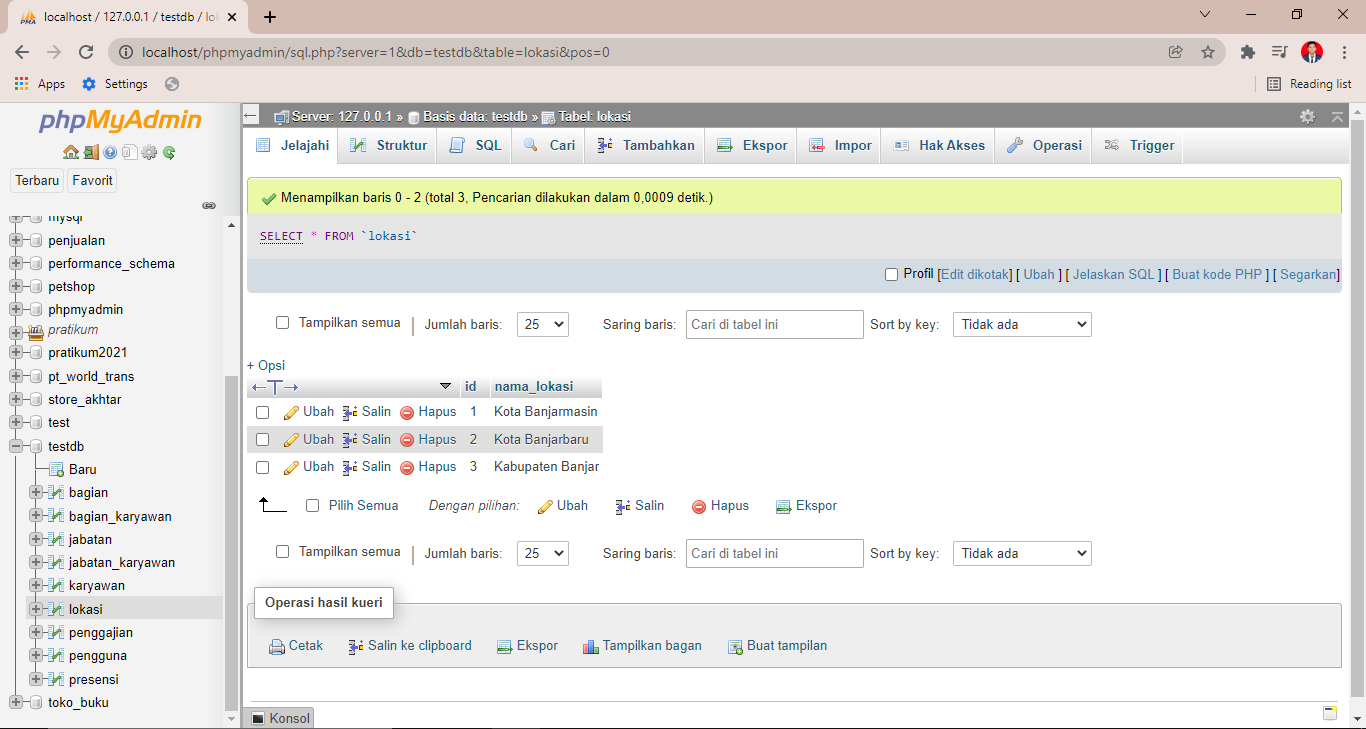 localhost / 127.0.0.1 / testdb / lo
localhost/phpmyadmin/sql.php?server=1&db=testdb&table=lokasi&pos=0
Apps Settings Reading list
phpMyAdmin
Terbaru Favorit
mysql
penjualan
performance_schema
petshop
phpmyadmin
pratikum
pratikum2021
pt_world_trans
store_akhtar
test
testdb
Baru
bagian
bagian_karyawan
jabatan
jabatan_karyawan
karyawan
lokasi
penggajian
pengguna
presensi
toko_buku
Server: 127.0.0.1 » Basis data: testdb » Tabel: lokasi
Jelajahi Struktur SQL Cari Tambahkan Ekspor Impor Hak Akses Operasi Trigger
Menampilkan baris 0 - 2 (total 3, Pencarian dilakukan dalam 0,0009 detik.)
SELECT * FROM `lokasi`
Profil [Edit dikotak] [ Ubah ] [ Jelaskan SQL ] [ Buat kode PHP ] [ Segarkan]
Tampilkan semua | Jumlah baris: 25 Saring baris: Cari di tabel ini Sort by key: Tidak ada
+ Opsi
←T→ id nama_lokasi
Ubah Salin Hapus 1 Kota Banjarmasin
Ubah Salin Hapus 2 Kota Banjarbaru
Ubah Salin Hapus 3 Kabupaten Banjar
Pilih Semua Dengan pilihan: Ubah Salin Hapus Ekspor
Tampilkan semua | Jumlah baris: 25 Saring baris: Cari di tabel ini Sort by key: Tidak ada
Operasi hasil kueri
Cetak Salin ke clipboard Ekspor Tampilkan bagan Buat tampilan
Konsol